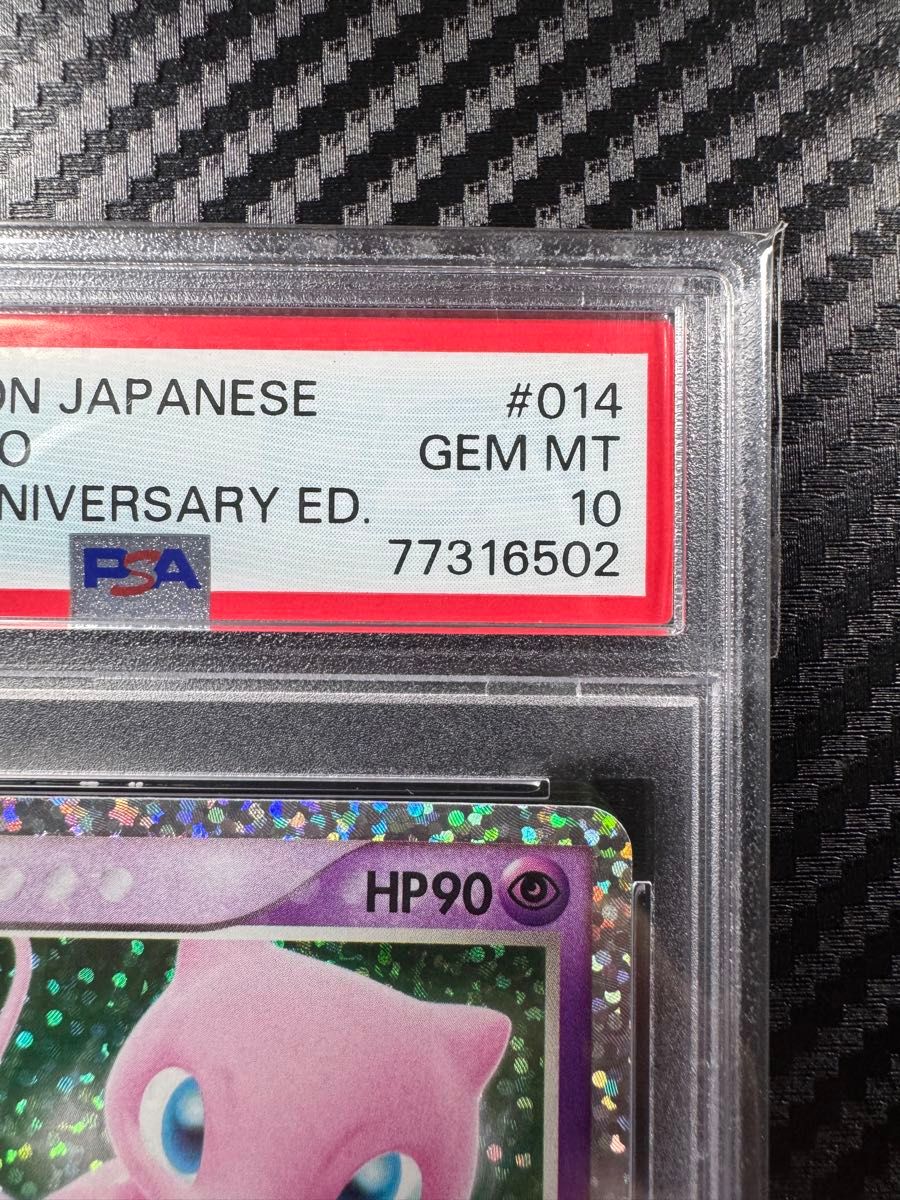 ON JAPANESE #014
O GEM MT
NIVERSARY ED. 10
PSA 77316502
HP90